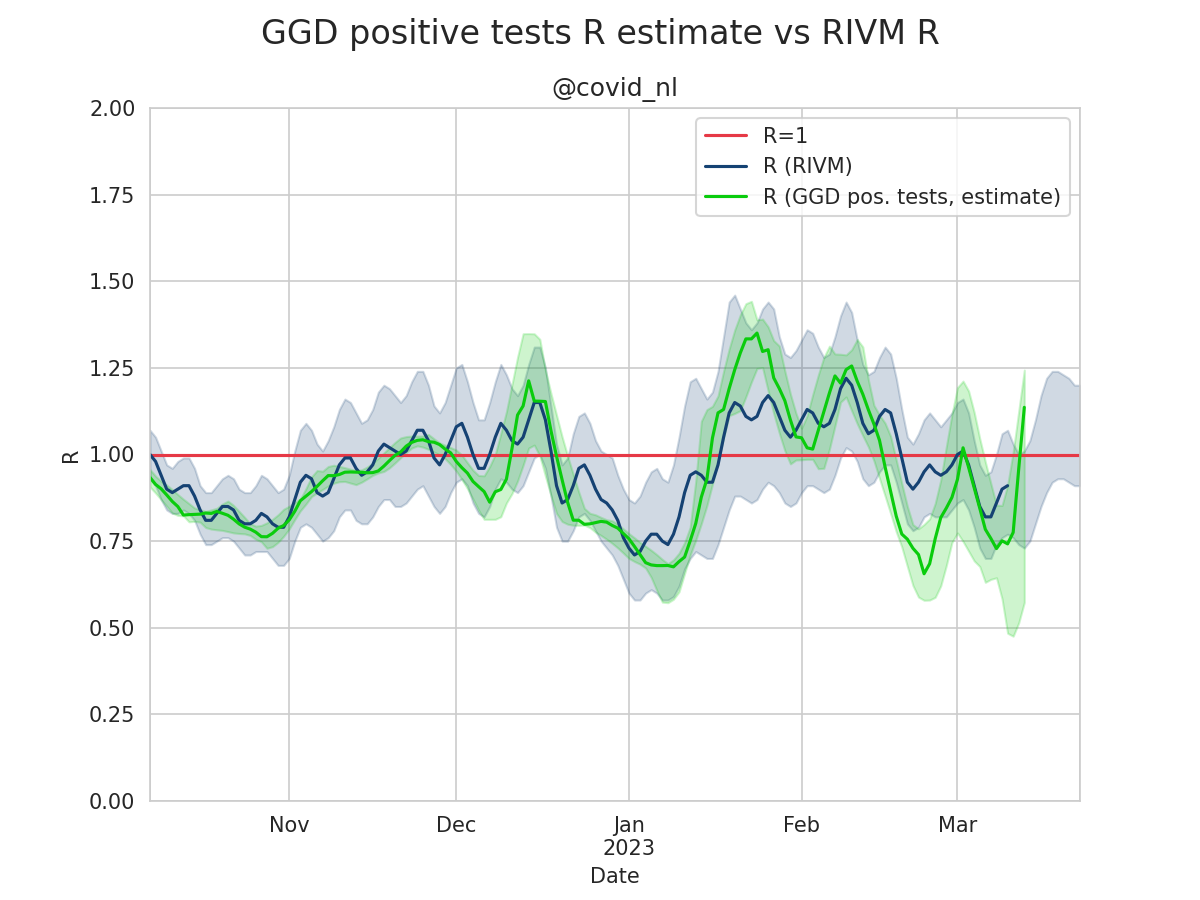 GGD positive tests R estimate vs RIVM R
@covid_nl
R=1
R (RIVM)
R (GGD pos. tests, estimate)
2.00
1.75
1.50
1.25
1.00
0.75
0.50
0.25
0.00
R
Nov Dec Jan Feb Mar
2023
Date